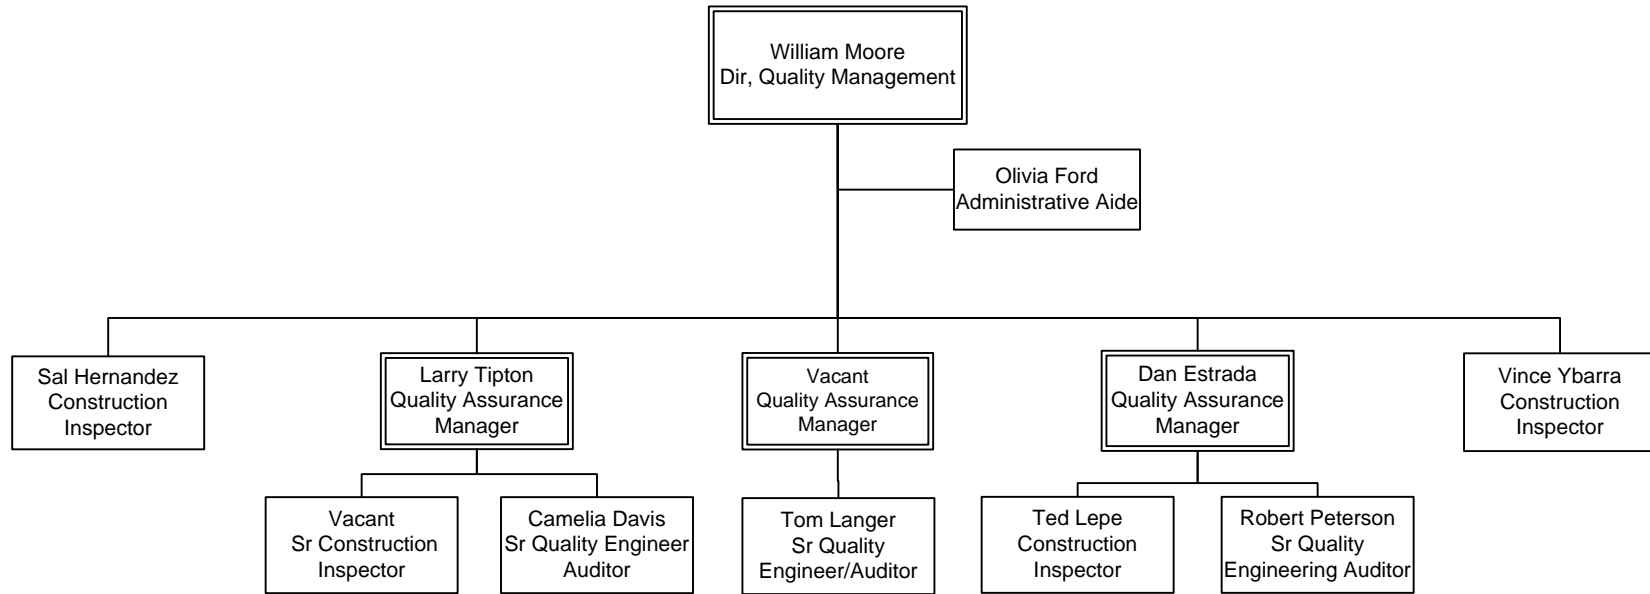 William Moore
Dir, Quality Management
Olivia Ford
Administrative Aide
Sal Hernandez
Construction
Inspector
Larry Tipton
Quality Assurance
Manager
Vacant
Quality Assurance
Manager
Dan Estrada
Quality Assurance
Manager
Vince Ybarra
Construction
Inspector
Vacant
Sr Construction
Inspector
Camelia Davis
Sr Quality Engineer
Auditor
Tom Langer
Sr Quality
Engineer/Auditor
Ted Lepe
Construction
Inspector
Robert Peterson
Sr Quality
Engineering Auditor